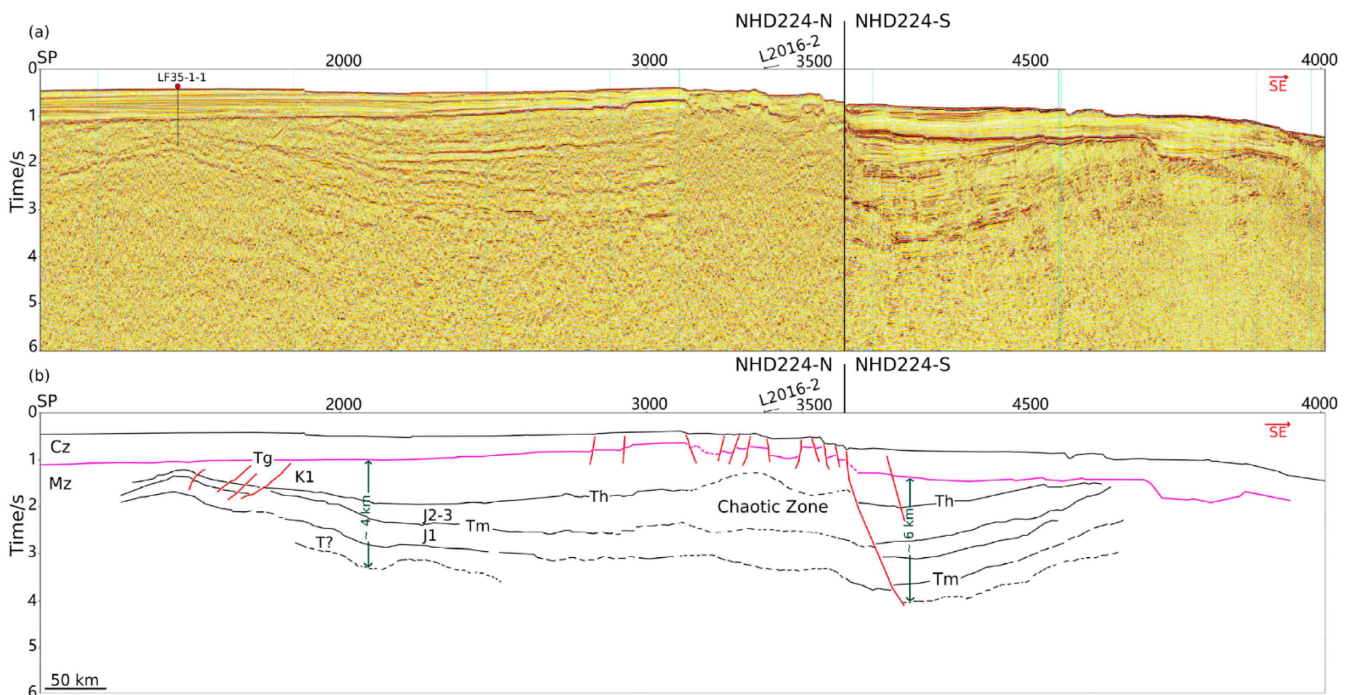 (a)
NHD224-N NHD224-S
L2016-2
SP 2000 3000 3500 4500 4000
LF35-1-1
SE
0
1
2
3
4
5
6
Time/s
(b)
NHD224-N NHD224-S
L2016-2
SP 2000 3000 3500 4500 4000
SE
0
1
2
3
4
5
6
Time/s
Cz
Mz
Tg
K1
Th
Th
Chaotic Zone
J2-3
Tm
J1
T?
~ 4 km
~ 6 km
Tm
50 km